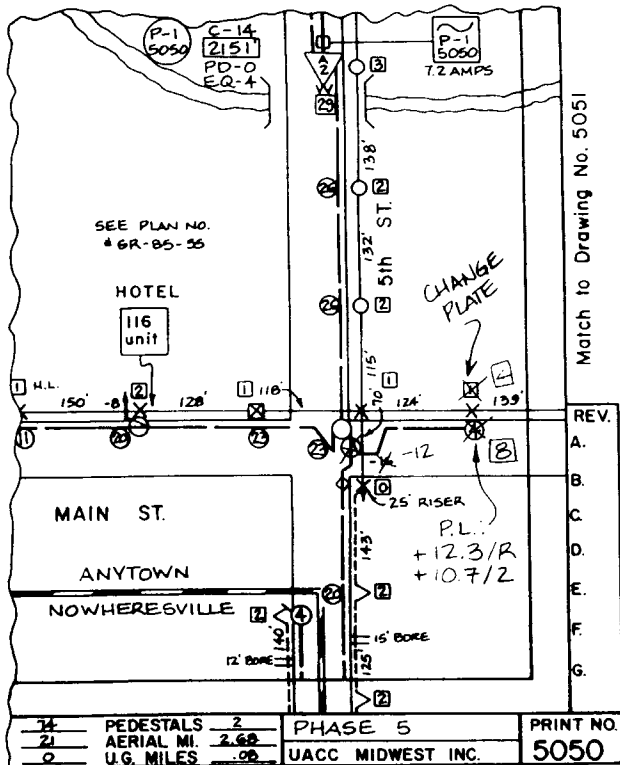 P-1
5050
C-14
2151
PD-0
EQ-4
A
2
29
P-1
5050
7.2 AMPS
3
138'
26
2
132'
5th ST.
26
2
115'
SEE PLAN NO.
# GR-85-55
HOTEL
116
unit
CHANGE
PLATE
Match to Drawing No. 5051
1
H.L.
150'
-8
2
128'
1
118'
70'
1
124'
139'
11
20
23
23
-12
8
0
25' RISER
P.L.:
+12.3/R
+10.7/2
MAIN ST.
143'
ANYTOWN
NOWHERESVILLE
20
2
2
4
140'
12' BORE
15' BORE
125'
2
REV.
A.
B.
C.
D.
E.
F.
G.
74 PEDESTALS 2
21 AERIAL MI. 2.68
0 U.G. MILES .08
PHASE 5
UACC MIDWEST INC.
PRINT NO.
5050